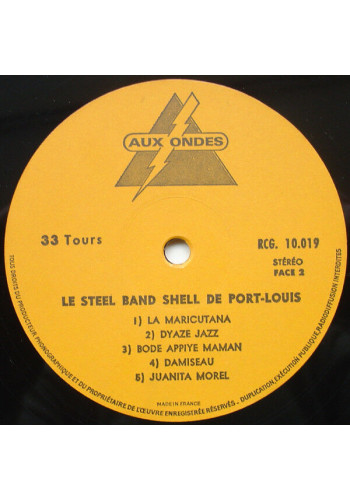 AUX ONDES
33 Tours
RCG. 10.019
STÉRÉO
FACE 2
LE STEEL BAND SHELL DE PORT-LOUIS
1) LA MARICUTANA
2) DYAZE JAZZ
3) BODE APPIYE MAMAN
4) DAMISEAU
5) JUANITA MOREL
MADE IN FRANCE
TOUS DROITS DU PRODUCTEUR PHONOGRAPHIQUE ET DU PROPRIÉTAIRE DE L'ŒUVRE ENREGISTRÉE RÉSERVÉS - DUPLICATION, EXÉCUTION PUBLIQUE, RADIODIFFUSION INTERDITES